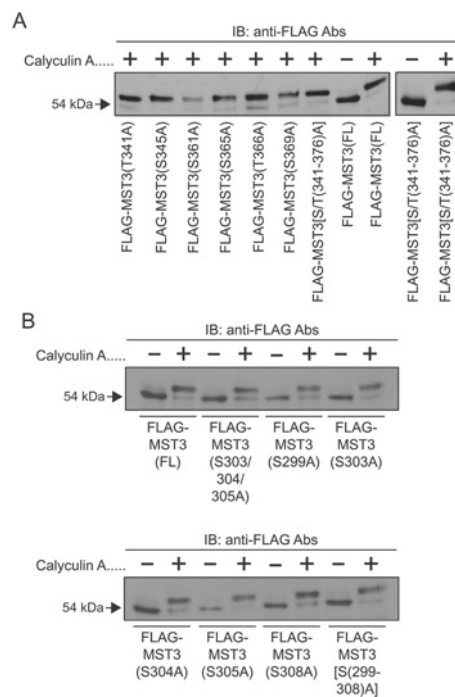 A
IB: anti-FLAG Abs
Calyculin A..... + + + + + + + − + − +
54 kDa
FLAG-MST3(T341A)
FLAG-MST3(S345A)
FLAG-MST3(S361A)
FLAG-MST3(S365A)
FLAG-MST3(T366A)
FLAG-MST3(S369A)
FLAG-MST3[S/T(341-376)A]
FLAG-MST3(FL)
FLAG-MST3(FL)
FLAG-MST3[S/T(341-376)A]
FLAG-MST3[S/T(341-376)A]
B
IB: anti-FLAG Abs
Calyculin A..... − + − + − + − +
54 kDa
FLAG- FLAG- FLAG- FLAG-
MST3 MST3 MST3 MST3
(FL) (S303/ (S299A) (S303A)
304/
305A)
IB: anti-FLAG Abs
Calyculin A..... − + − + − + − +
54 kDa
FLAG- FLAG- FLAG- FLAG-
MST3 MST3 MST3 MST3
(S304A) (S305A) (S308A) [S(299-
308)A]